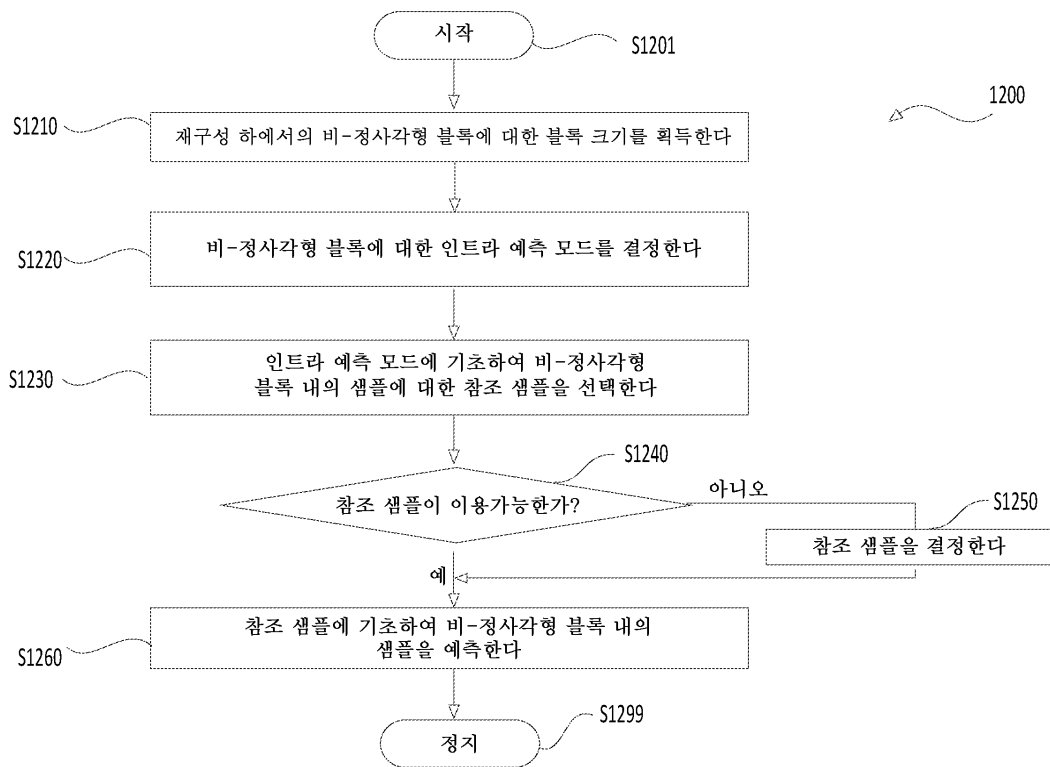 시작
S1201
1200
S1210
재구성 하에서의 비-정사각형 블록에 대한 블록 크기를 획득한다
S1220
비-정사각형 블록에 대한 인트라 예측 모드를 결정한다
S1230
인트라 예측 모드에 기초하여 비-정사각형
블록 내의 샘플에 대한 참조 샘플을 선택한다
S1240
참조 샘플이 이용가능한가?
아니오
S1250
참조 샘플을 결정한다
예
S1260
참조 샘플에 기초하여 비-정사각형 블록 내의
샘플을 예측한다
S1299
정지